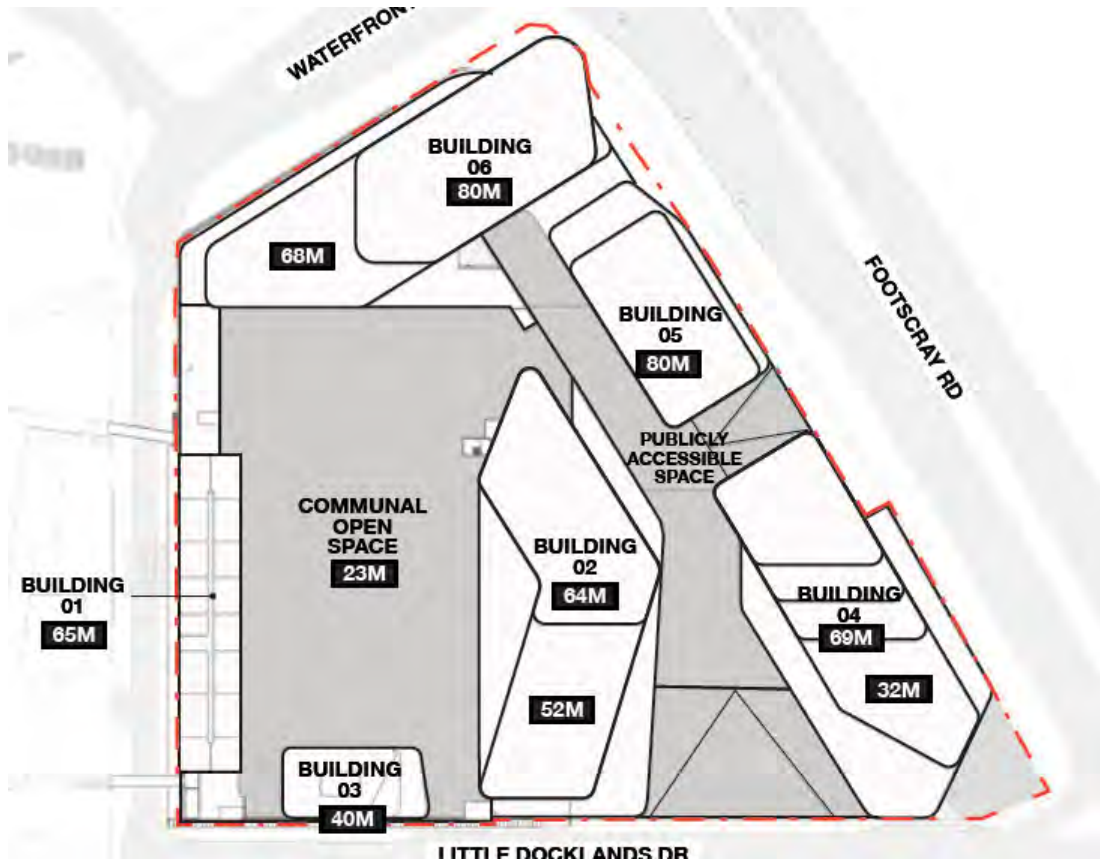 WATERFRONT
BUILDING
06
80M
68M
FOOTSCRAY RD
BUILDING
05
80M
PUBLICLY
ACCESSIBLE
SPACE
COMMUNAL
OPEN
SPACE
23M
BUILDING
02
64M
BUILDING
01
65M
BUILDING
04
69M
32M
52M
BUILDING
03
40M
LITTLE DOCKLANDS DR